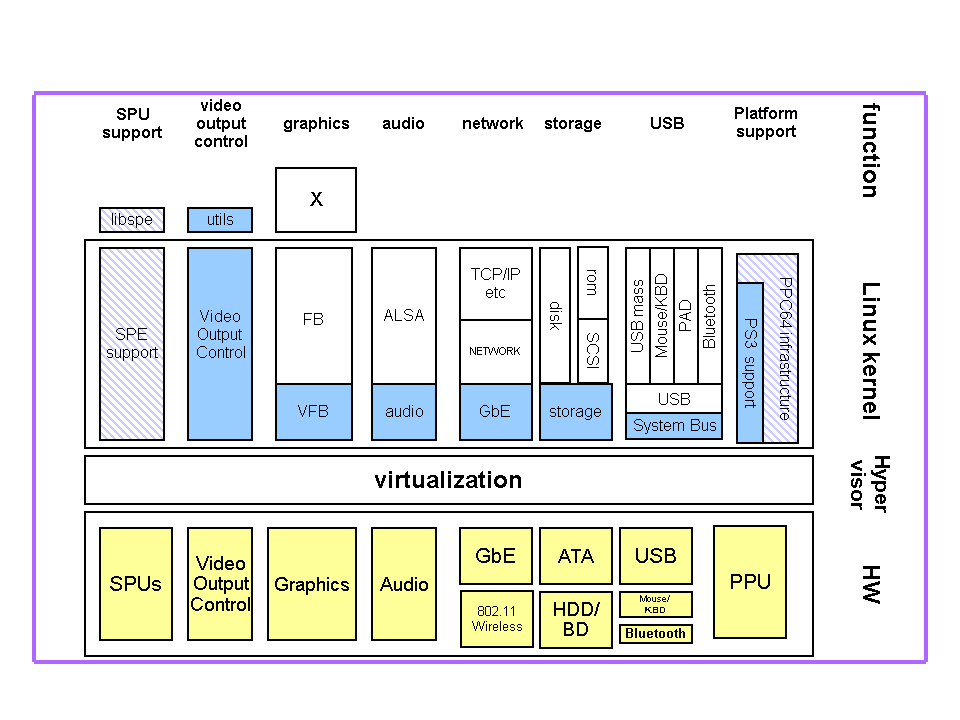 SPU
support
video
output
control
graphics
audio
network
storage
USB
Platform
support
function
X
libspe
utils
SPE
support
Video
Output
Control
FB
VFB
ALSA
audio
TCP/IP
etc
NETWORK
GbE
disk
rom
SCSI
storage
USB mass
Mouse/KBD
PAD
Bluetooth
USB
System Bus
PS3 support
PPC64 infrastructure
Linux kernel
virtualization
Hyper
visor
SPUs
Video
Output
Control
Graphics
Audio
GbE
802.11
Wireless
ATA
HDD/
BD
USB
Mouse/
KBD
Bluetooth
PPU
HW